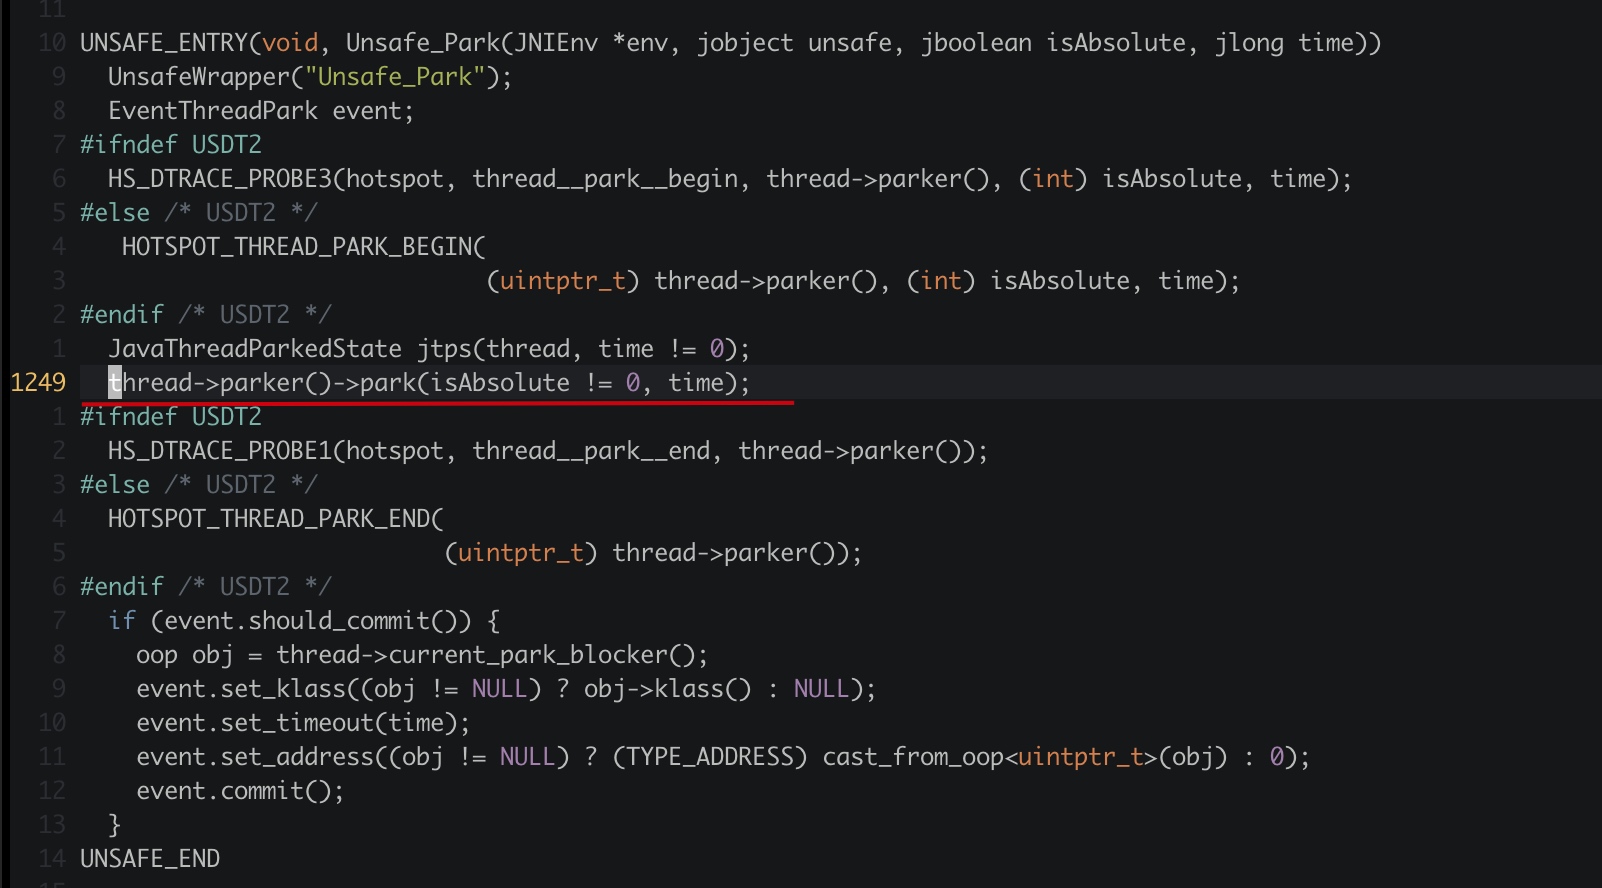 11
10 UNSAFE_ENTRY(void, Unsafe_Park(JNIEnv *env, jobject unsafe, jboolean isAbsolute, jlong time))
9   UnsafeWrapper("Unsafe_Park");
8   EventThreadPark event;
7 #ifndef USDT2
6   HS_DTRACE_PROBE3(hotspot, thread__park__begin, thread->parker(), (int) isAbsolute, time);
5 #else /* USDT2 */
4    HOTSPOT_THREAD_PARK_BEGIN(
3                              (uintptr_t) thread->parker(), (int) isAbsolute, time);
2 #endif /* USDT2 */
1   JavaThreadParkedState jtps(thread, time != 0);
1249   thread->parker()->park(isAbsolute != 0, time);
1 #ifndef USDT2
2   HS_DTRACE_PROBE1(hotspot, thread__park__end, thread->parker());
3 #else /* USDT2 */
4   HOTSPOT_THREAD_PARK_END(
5                           (uintptr_t) thread->parker());
6 #endif /* USDT2 */
7   if (event.should_commit()) {
8     oop obj = thread->current_park_blocker();
9     event.set_klass((obj != NULL) ? obj->klass() : NULL);
10     event.set_timeout(time);
11     event.set_address((obj != NULL) ? (TYPE_ADDRESS) cast_from_oop<uintptr_t>(obj) : 0);
12     event.commit();
13   }
14 UNSAFE_END
15